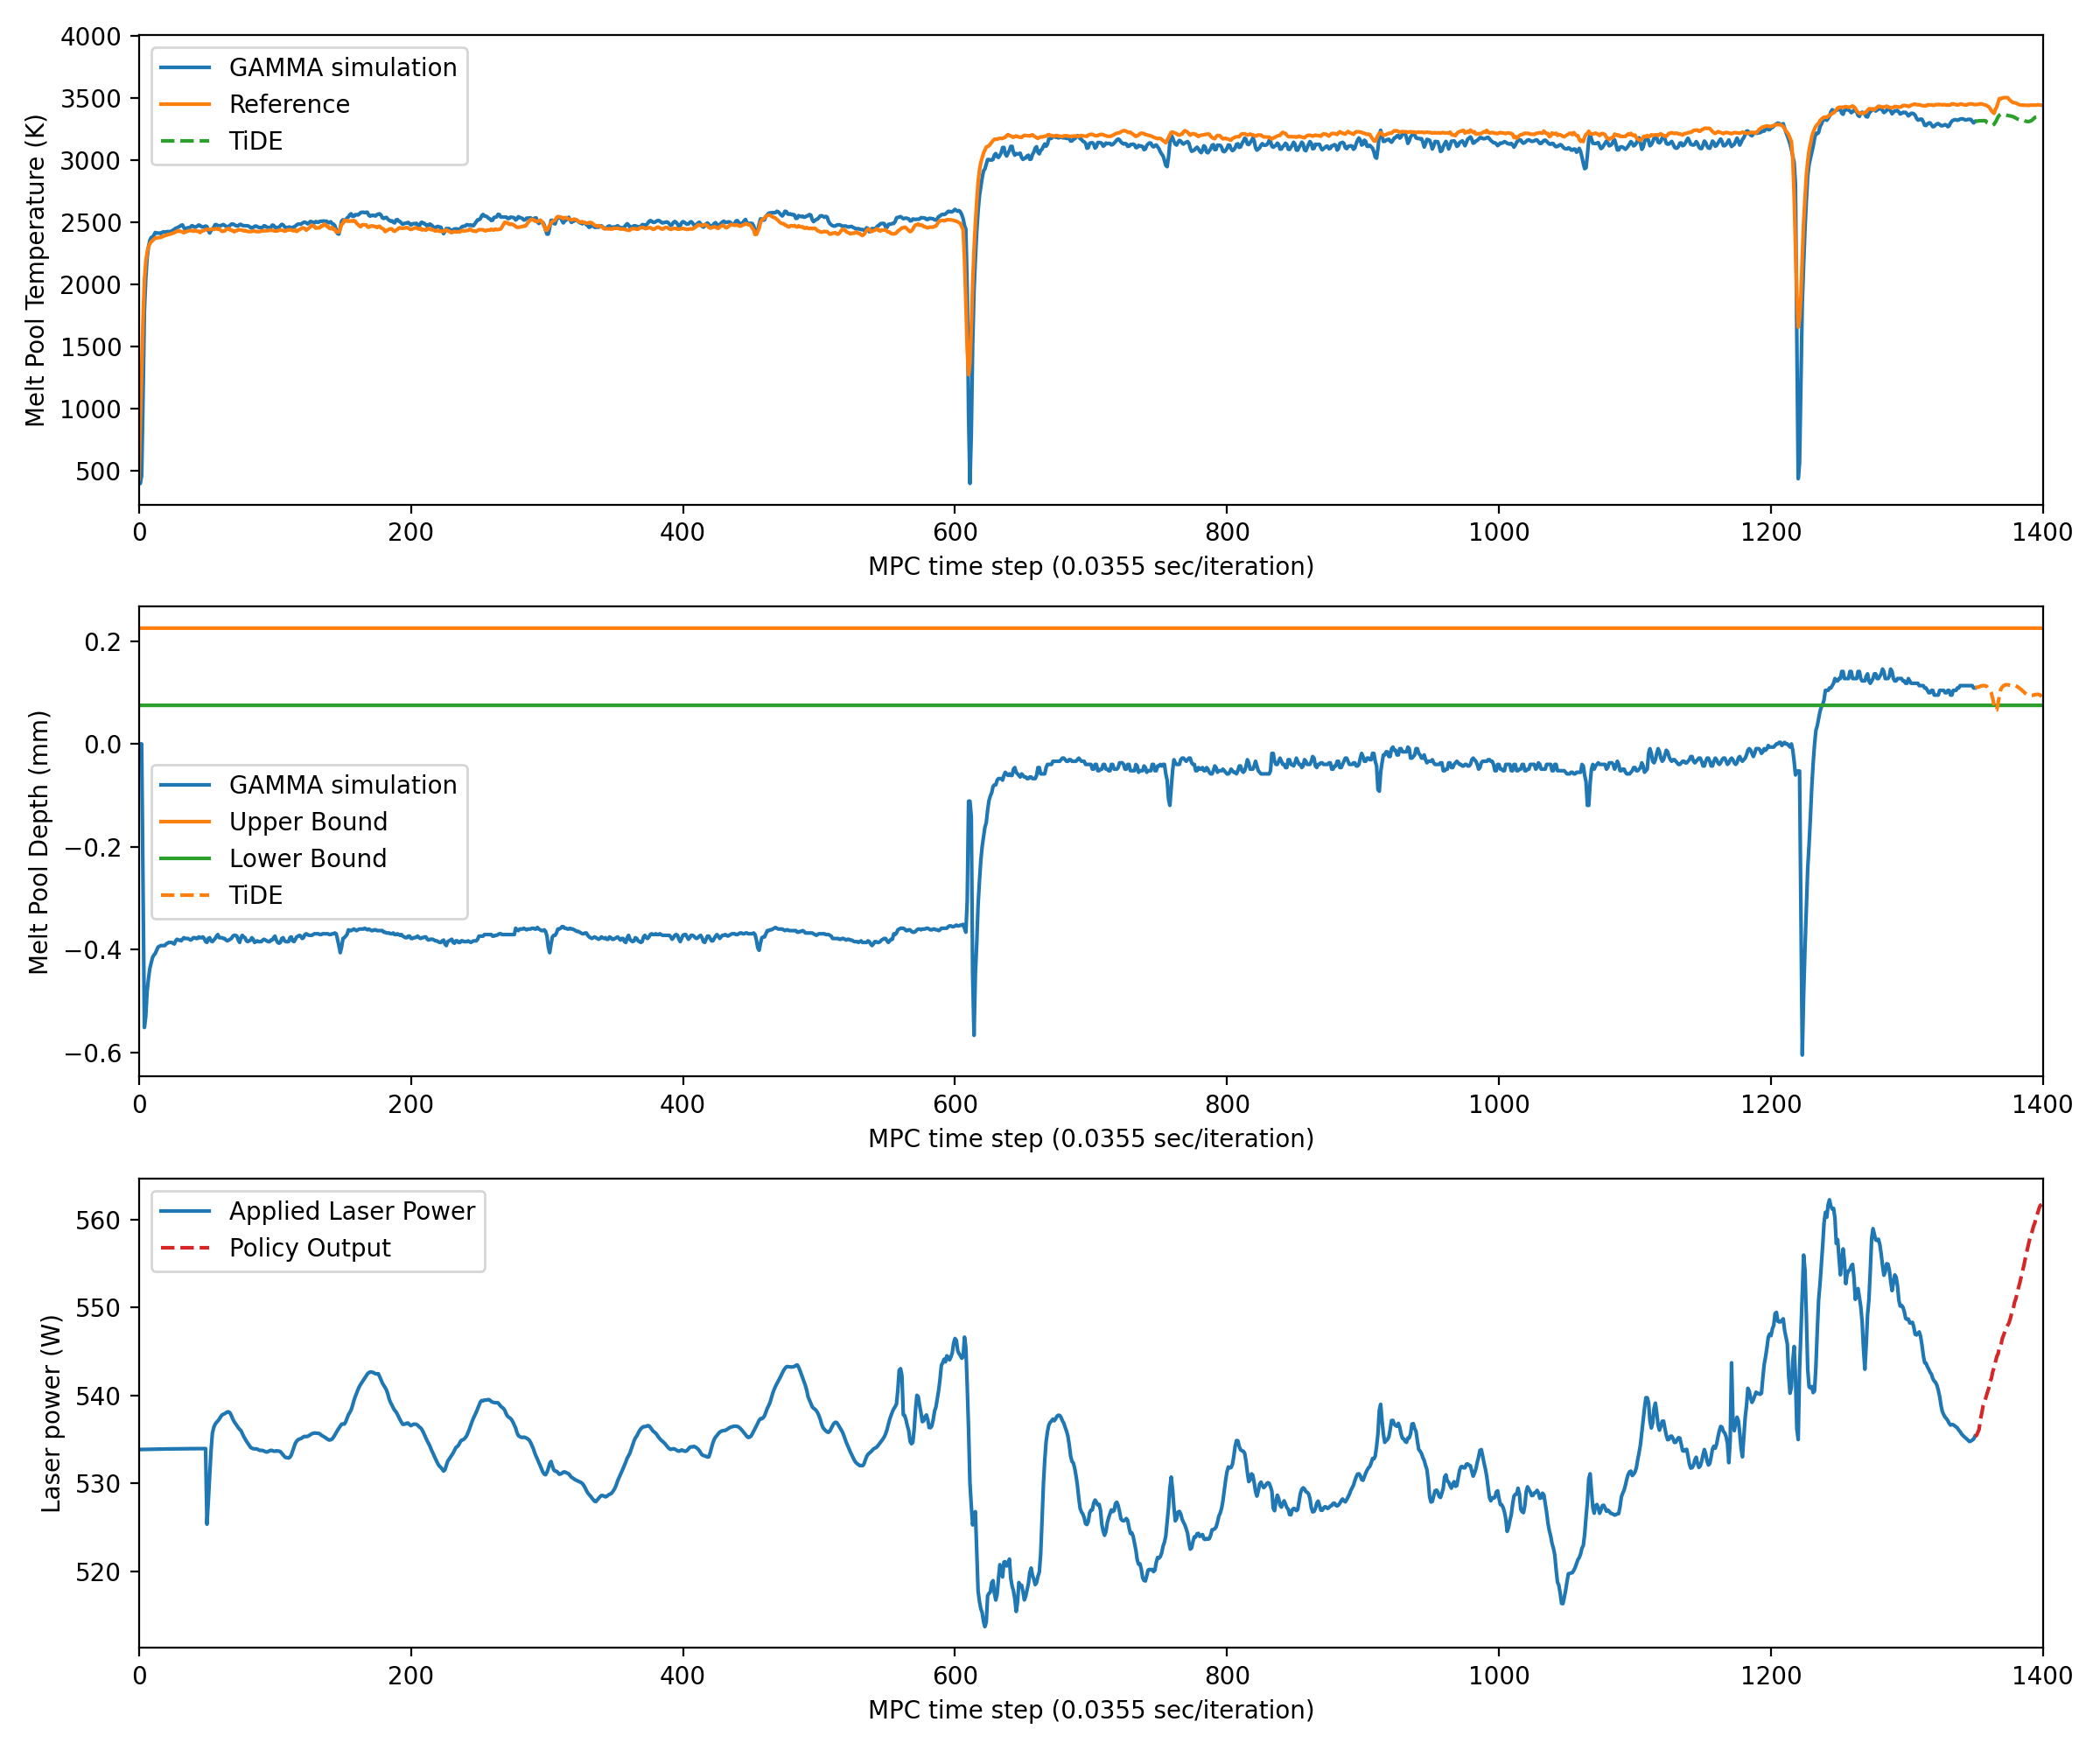 4000
3500
3000
2500
2000
1500
1000
500
Melt Pool Temperature (K)
GAMMA simulation
Reference
TiDE
0 200 400 600 800 1000 1200 1400
MPC time step (0.0355 sec/iteration)
0.2
0.0
−0.2
−0.4
−0.6
Melt Pool Depth (mm)
GAMMA simulation
Upper Bound
Lower Bound
TiDE
0 200 400 600 800 1000 1200 1400
MPC time step (0.0355 sec/iteration)
560
550
540
530
520
Laser power (W)
Applied Laser Power
Policy Output
0 200 400 600 800 1000 1200 1400
MPC time step (0.0355 sec/iteration)